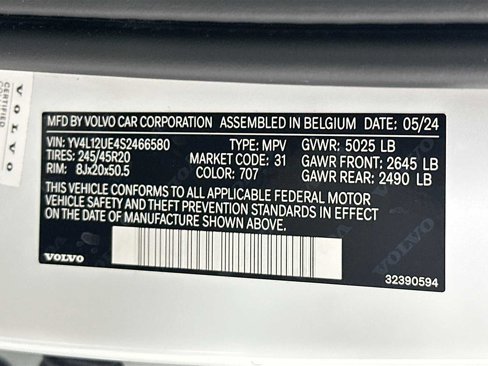 MFD BY VOLVO CAR CORPORATION ASSEMBLED IN BELGIUM DATE: 05/24
VIN: YV4L12UE4S2466580 TYPE: MPV GVWR: 5025 LB
TIRES: 245/45R20 MARKET CODE: 31 GAWR FRONT: 2645 LB
RIM: 8Jx20x50.5 COLOR: 707 GAWR REAR: 2490 LB
THIS VEHICLE CONFORMS TO ALL APPLICABLE FEDERAL MOTOR
VEHICLE SAFETY AND THEFT PREVENTION STANDARDS IN EFFECT
ON THE DATE OF MANUFACTURE SHOWN ABOVE.
VOLVO
32390594
VOLVO
CERTIFIED